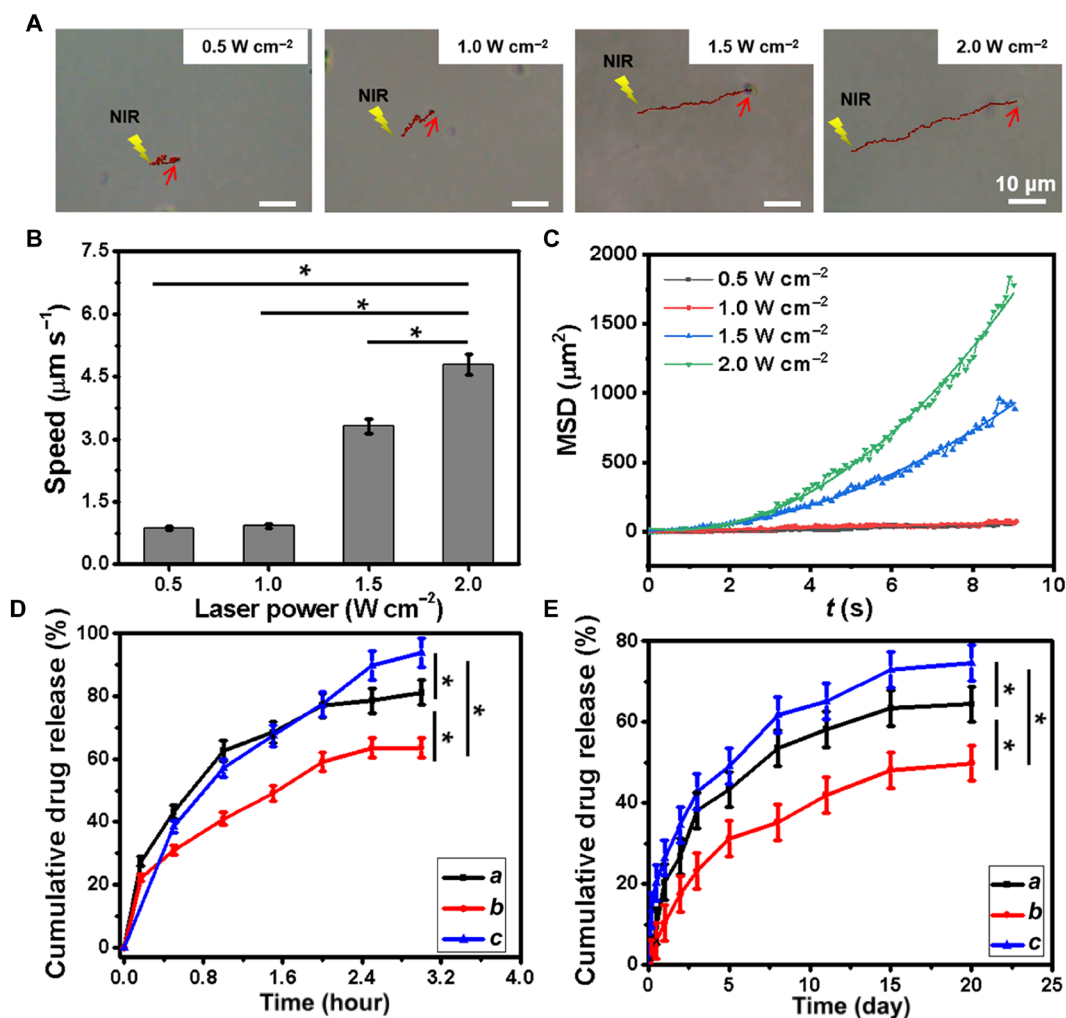 A
0.5 W cm⁻²
1.0 W cm⁻²
1.5 W cm⁻²
2.0 W cm⁻²
NIR
NIR
NIR
NIR
10 µm
B
7.5
6.0
4.5
3.0
1.5
0.0
Speed (µm s⁻¹)
*
*
*
0.5
1.0
1.5
2.0
Laser power (W cm⁻²)
C
2000
1500
1000
500
0
MSD (µm²)
0.5 W cm⁻²
1.0 W cm⁻²
1.5 W cm⁻²
2.0 W cm⁻²
0
2
4
6
8
10
t (s)
D
100
80
60
40
20
0
Cumulative drug release (%)
*
*
*
a
b
c
0.0
0.8
1.6
2.4
3.2
4.0
Time (hour)
E
80
60
40
20
0
Cumulative drug release (%)
*
*
*
a
b
c
0
5
10
15
20
25
Time (day)